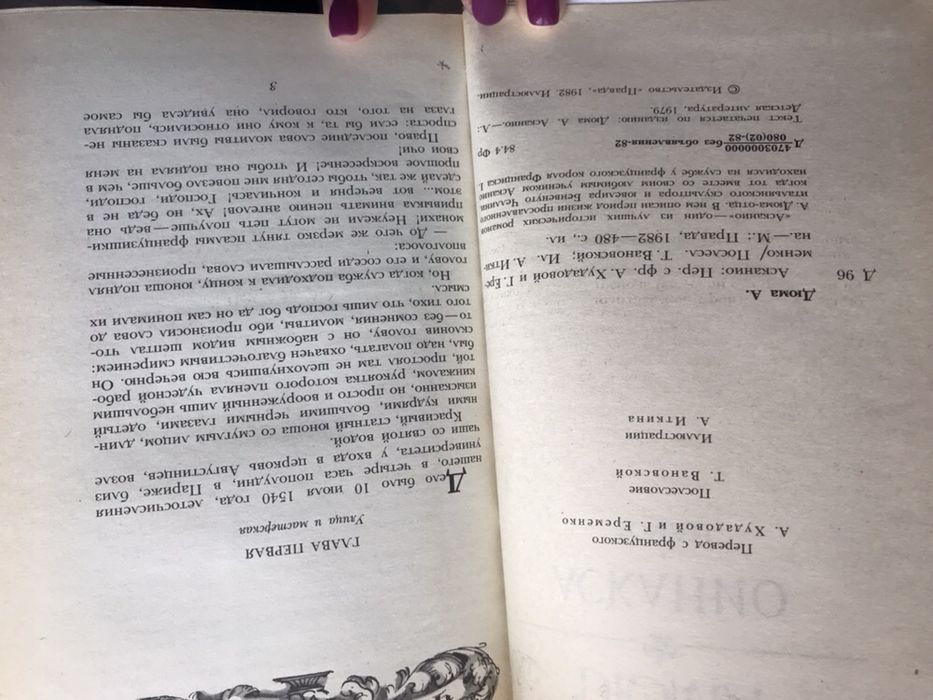 Перевод с французского
А. Худадовой и Г. Еременко
Послесловие
Т. Вановской
Иллюстрации
А. Иткина
Дюма А.
Д 96
Асканио: Пер. с фр. А. Худадовой и Г. Ере-
менко/ Послесл. Т. Вановской; Ил. А. Итки-
на.—М.: Правда, 1982—480 с., ил.
«Асканио»—один из лучших исторических романов
А. Дюма-отца. В нем описан период жизни прославленного
итальянского скульптора и ювелира Бенвенуто Челлини,
когда тот вместе со своим любимым учеником Асканио
находился на службе у французского короля Франциска I
Д 4703000000 без объявления-82 84.4 Фр
080(02)-82
Текст печатается по изданию: Дюма А. Асканио.—Л.:
Детская литература, 1979.
© Издательство «Правда», 1982. Иллюстрации.
ГЛАВА ПЕРВАЯ
Улица и мастерская
Дело было 10 июля 1540 года, летосчисления
нашего, в четыре часа пополудни, в Париже, близ
университета, у входа в церковь Августинцев, возле
чаши со святой водой.
Красивый, статный юноша со смуглым лицом, длин-
ными кудрями, большими черными глазами, одетый
изысканно, но просто и вооруженный лишь небольшим
кинжалом, рукоятка которого пленяла чудесной рабо-
той, простоял там не шелохнувшись всю вечерню. Он
был, надо полагать, охвачен благочестивым смирением:
склонив голову, он с набожным видом шептал что-
то—без сомнения, молитвы, ибо произносил слова до
того тихо, что лишь господь бог да он сам понимали их
смысл.
Но, когда служба подходила к концу, юноша поднял
голову, и его соседи расслышали слова, произнесенные
вполголоса:
— До чего же мерзко тянут псалмы французишки-
монахи! Неужели не могут петь получше—ведь она
привыкла внимать пению ангелов! Ах, но беда не в
этом... вот вечерня и кончилась! Господи, господи,
сделай же так, чтобы сегодня мне повезло больше, чем в
прошлое воскресенье! И чтобы она подняла на меня
свои очи!
Право, последние слова молитвы были сказаны не-
спроста: если бы та, к кому они относились, подняла
глаза на того, кто говорил, она увидела бы самое
3